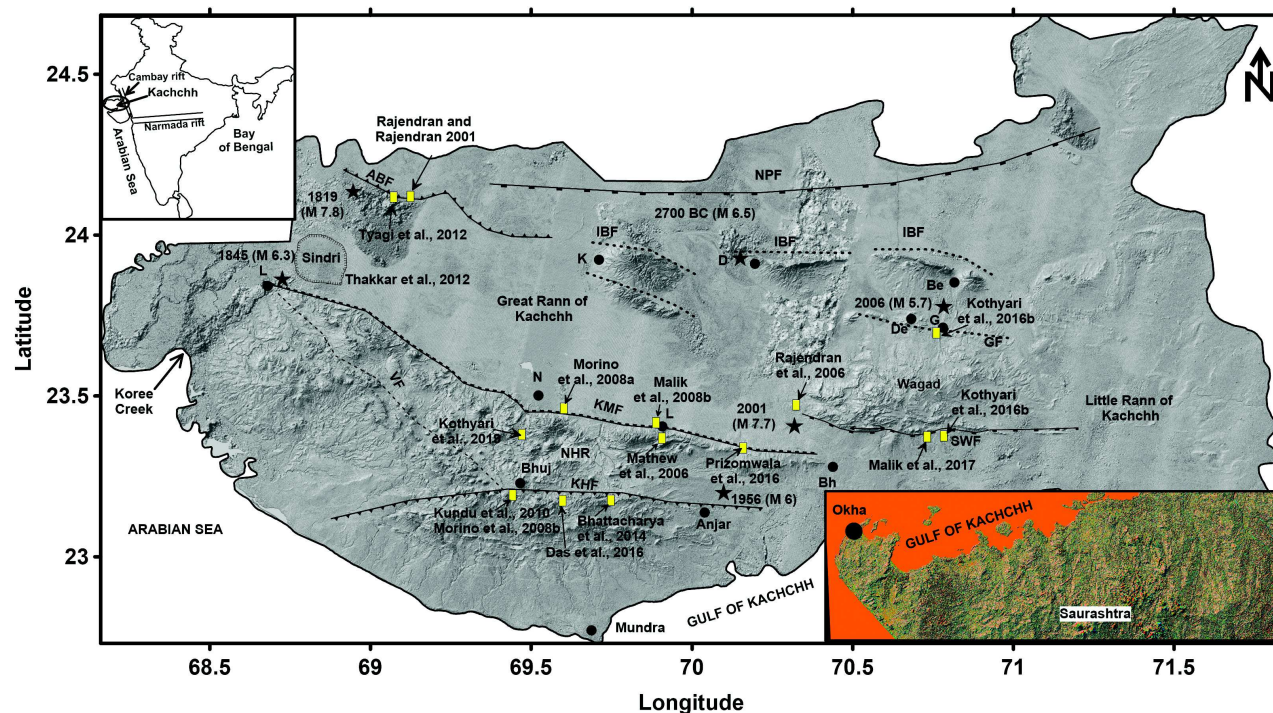 24.5
24
23.5
23
Latitude
68.5
69
69.5
70
70.5
71
71.5
Longitude
N
Cambay rift
Kachchh
Narmada rift
Arabian Sea
Bay
of Bengal
Rajendran and
Rajendran 2001
ABF
1819
(M 7.8)
Tyagi et al., 2012
NPF
2700 BC (M 6.5)
IBF
IBF
IBF
Sindri
1845 (M 6.3)
L
Thakkar et al., 2012
K
D
Be
Great Rann of
Kachchh
2006 (M 5.7)
De
G
Kothyari
et al., 2016b
GF
VF
Koree
Creek
N
Morino
et al., 2008a
Malik
et al., 2008b
Rajendran
et al., 2006
Wagad
Little Rann of
Kachchh
KMF
L
2001
(M 7.7)
Kothyari
et al., 2016b
Kothyari
et al., 2019
NHR
Mathew
et al., 2006
Prizomwala
et al., 2016
SWF
Malik et al., 2017
Bhuj
KHF
Bh
1956 (M 6)
Kundu et al., 2010
Morino et al., 2008b
Bhattacharya
et al., 2014
Das et al., 2016
Anjar
ARABIAN SEA
GULF OF KACHCHH
Mundra
Okha
GULF OF KACHCHH
Saurashtra